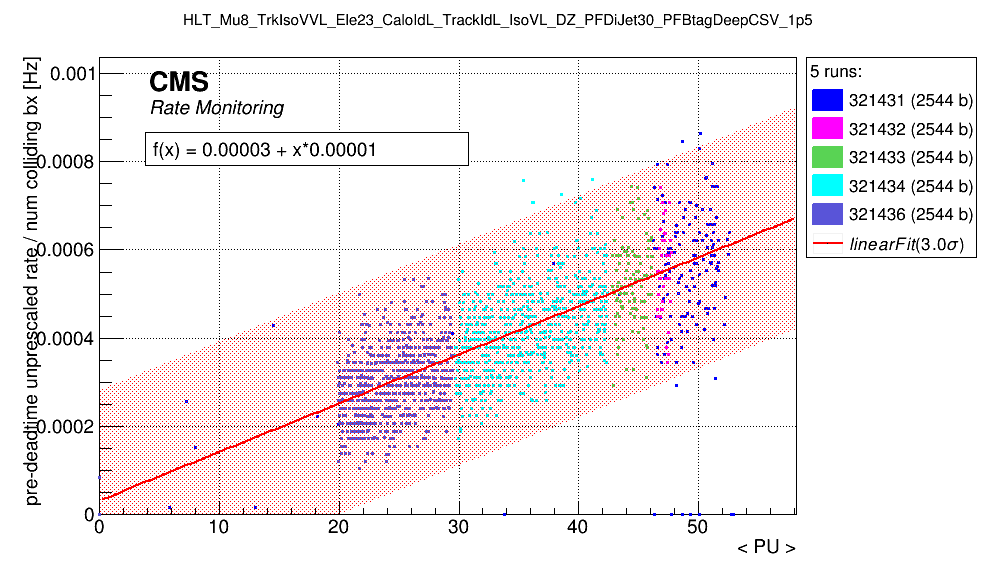 HLT_Mu8_TrkIsoVVL_Ele23_CaloIdL_TrackIdL_IsoVL_DZ_PFDiJet30_PFBtagDeepCSV_1p5
pre-deadtime unprescaled rate / num colliding bx [Hz]
0.001
0.0008
0.0006
0.0004
0.0002
0
CMS
Rate Monitoring
f(x) = 0.00003 + x*0.00001
0 10 20 30 40 50
< PU >
5 runs:
321431 (2544 b)
321432 (2544 b)
321433 (2544 b)
321434 (2544 b)
321436 (2544 b)
linearFit(3.0σ)